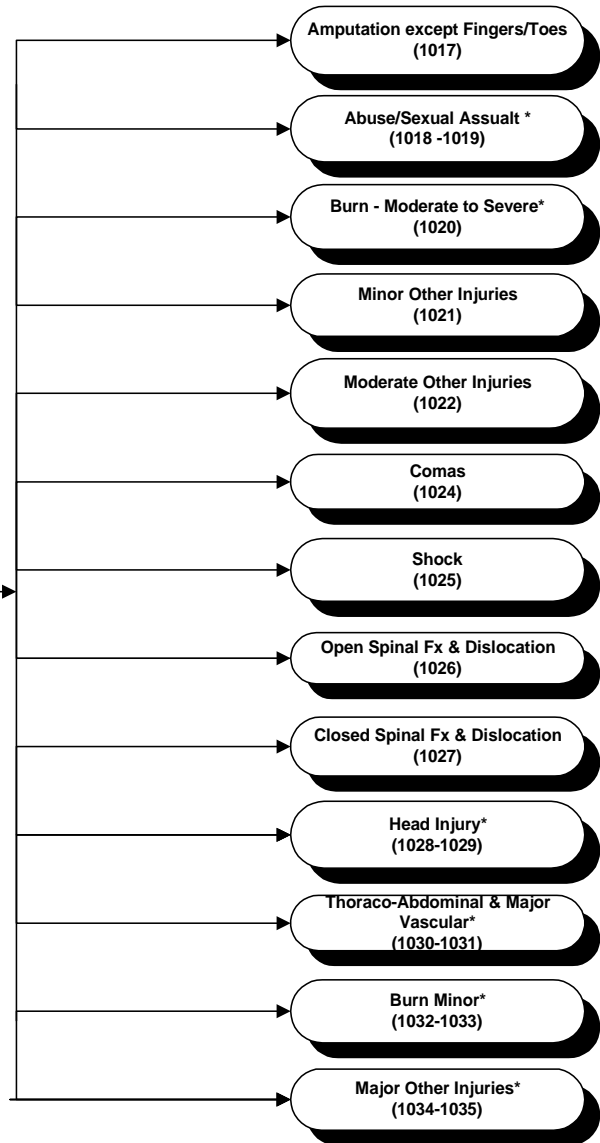 Amputation except Fingers/Toes
(1017)
Abuse/Sexual Assualt *
(1018 -1019)
Burn - Moderate to Severe*
(1020)
Minor Other Injuries
(1021)
Moderate Other Injuries
(1022)
Comas
(1024)
Shock
(1025)
Open Spinal Fx & Dislocation
(1026)
Closed Spinal Fx & Dislocation
(1027)
Head Injury*
(1028-1029)
Thoraco-Abdominal & Major
Vascular*
(1030-1031)
Burn Minor*
(1032-1033)
Major Other Injuries*
(1034-1035)